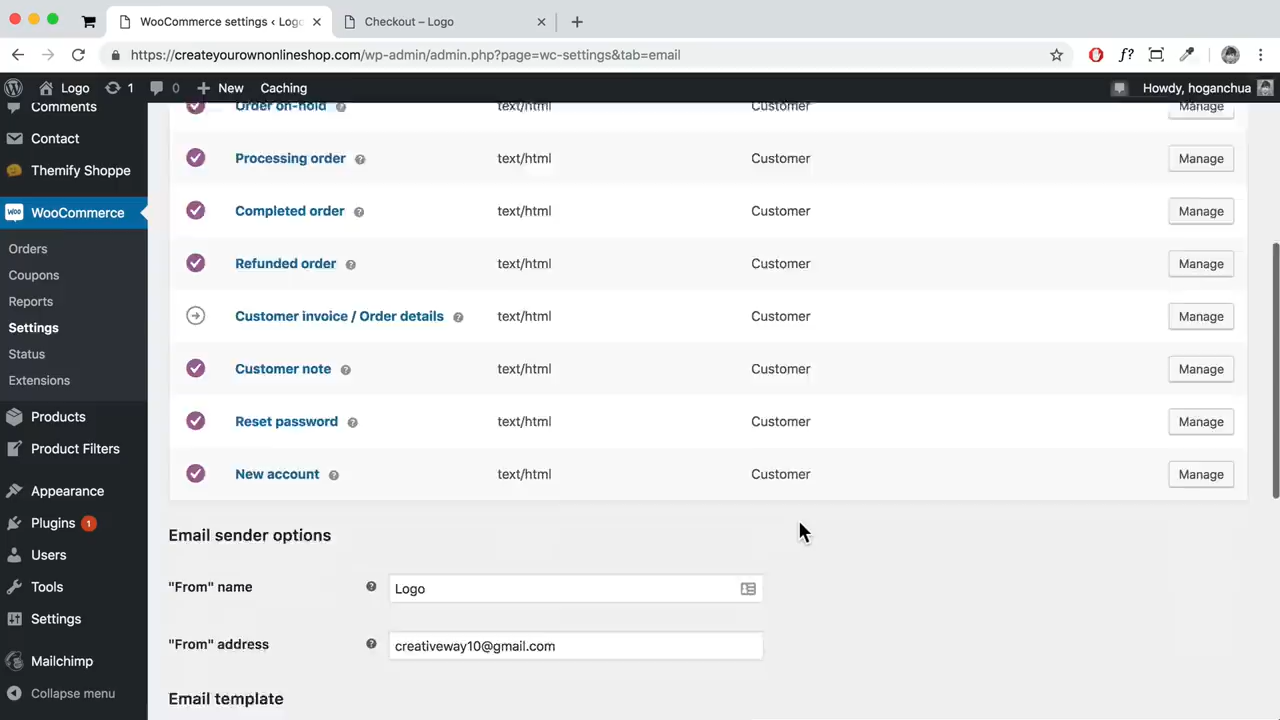 WooCommerce settings ‹ Logo
Checkout – Logo
https://createyourownonlineshop.com/wp-admin/admin.php?page=wc-settings&tab=email
f?
Logo
1
0
New
Caching
Howdy, hoganchua
Comments
Contact
Themify Shoppe
Woo
WooCommerce
Orders
Coupons
Reports
Settings
Status
Extensions
Products
Product Filters
Appearance
Plugins 1
Users
Tools
Settings
Mailchimp
Collapse menu
Order on-hold ? text/html Customer Manage
Processing order ? text/html Customer Manage
Completed order ? text/html Customer Manage
Refunded order ? text/html Customer Manage
Customer invoice / Order details ? text/html Customer Manage
Customer note ? text/html Customer Manage
Reset password ? text/html Customer Manage
New account ? text/html Customer Manage
Email sender options
"From" name ? Logo
"From" address ? creativeway10@gmail.com
Email template